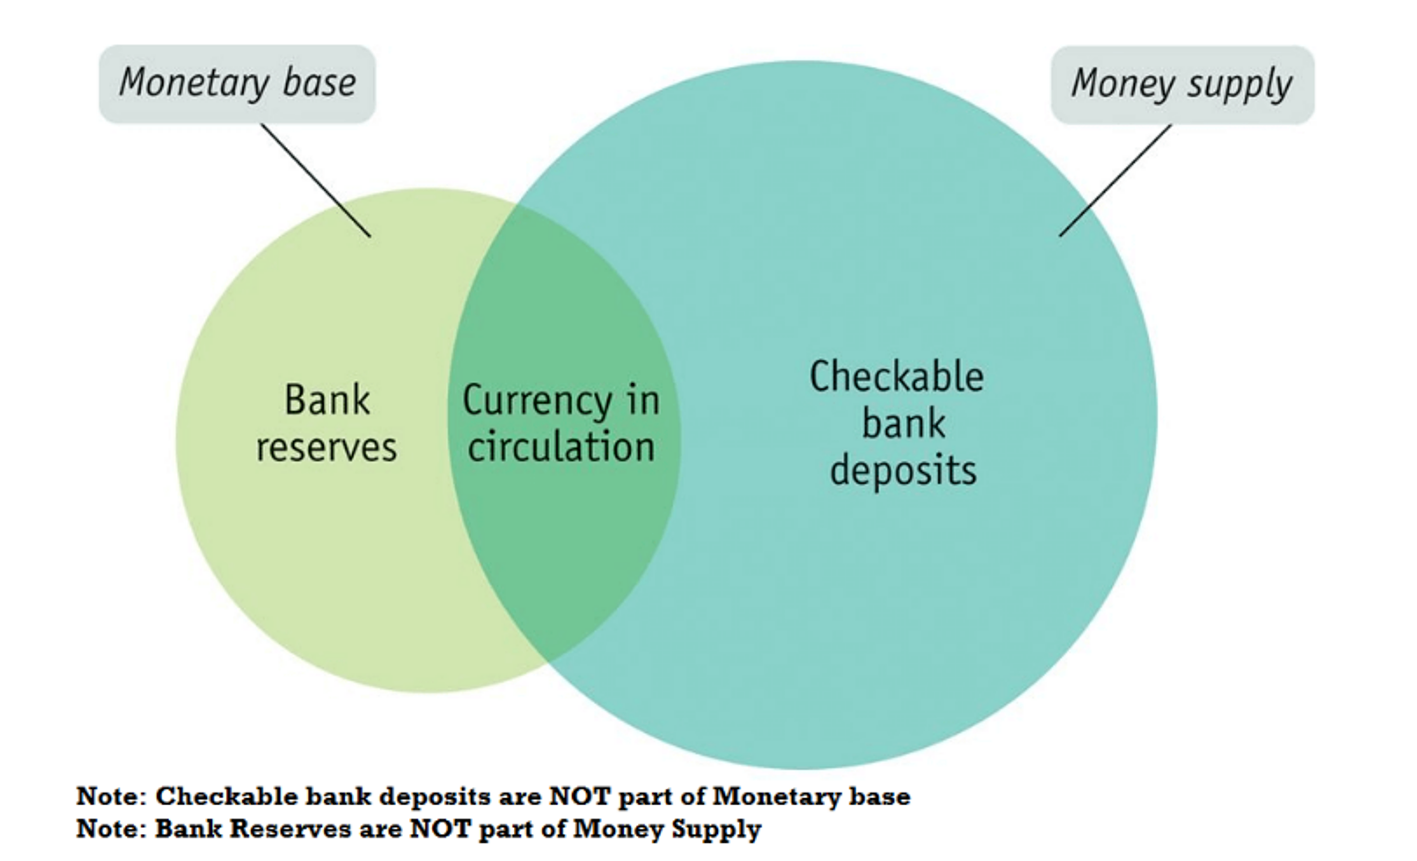 Monetary base
Money supply
Bank
reserves
Currency in
circulation
Checkable
bank
deposits
Note: Checkable bank deposits are NOT part of Monetary base
Note: Bank Reserves are NOT part of Money Supply